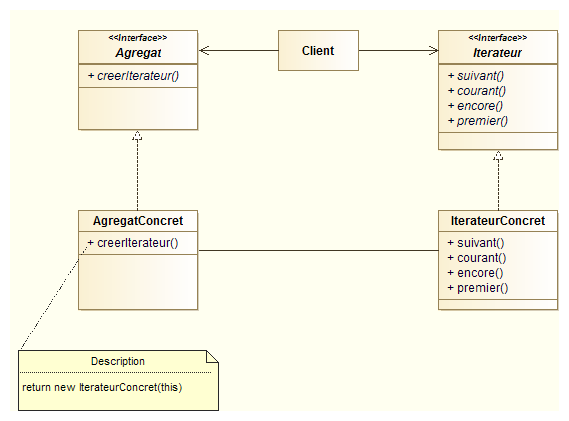 <<Interface>>
Agregat
+ creerIterateur()
Client
<<Interface>>
Iterateur
+ suivant()
+ courant()
+ encore()
+ premier()
AgregatConcret
+ creerIterateur()
IterateurConcret
+ suivant()
+ courant()
+ encore()
+ premier()
Description
return new IterateurConcret(this)